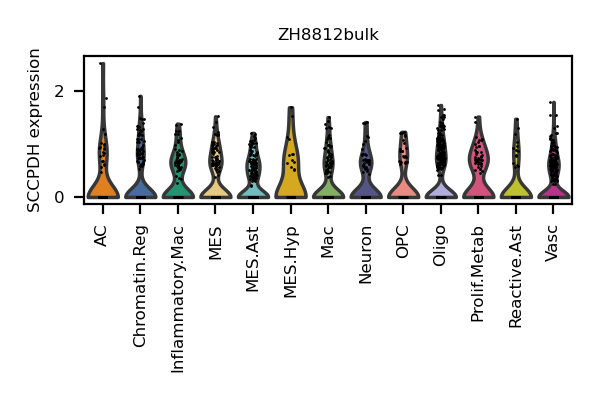 ZH8812bulk
SCCPDH expression
2
0
AC
Chromatin.Reg
Inflammatory.Mac
MES
MES.Ast
MES.Hyp
Mac
Neuron
OPC
Oligo
Prolif.Metab
Reactive.Ast
Vasc